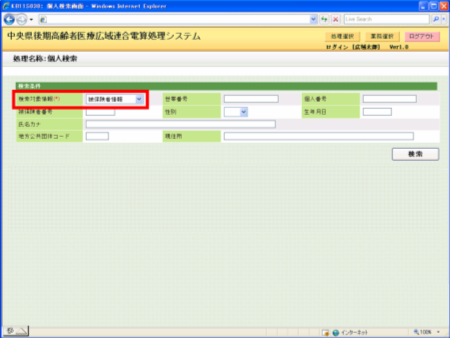 KD115020: 個人検索画面 - Windows Internet Explorer
Live Search
中央県後期高齢者医療広域連合電算処理システム
処理選択 業務選択 ログアウト
ログイン [広域太郎] Ver1.0
処理名称: 個人検索
検索条件
検索対象情報(*) 被保険者情報 世帯番号 個人番号
被保険者番号 性別 生年月日
氏名カナ
地方公共団体コード 現住所
検索
インターネット 100%